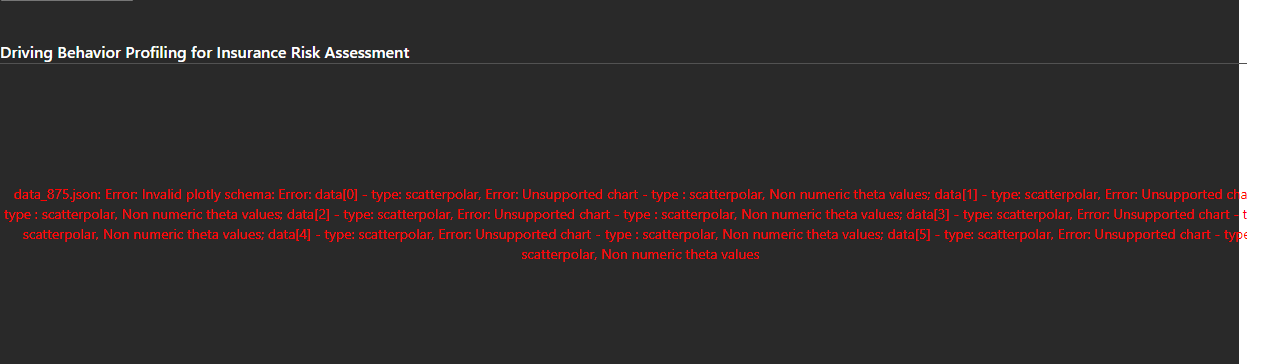 Driving Behavior Profiling for Insurance Risk Assessment
data_875.json: Error: Invalid plotly schema: Error: data[0] - type: scatterpolar, Error: Unsupported chart - type : scatterpolar, Non numeric theta values; data[1] - type: scatterpolar, Error: Unsupported cha
type : scatterpolar, Non numeric theta values; data[2] - type: scatterpolar, Error: Unsupported chart - type : scatterpolar, Non numeric theta values; data[3] - type: scatterpolar, Error: Unsupported chart - t
scatterpolar, Non numeric theta values; data[4] - type: scatterpolar, Error: Unsupported chart - type : scatterpolar, Non numeric theta values; data[5] - type: scatterpolar, Error: Unsupported chart - type
scatterpolar, Non numeric theta values